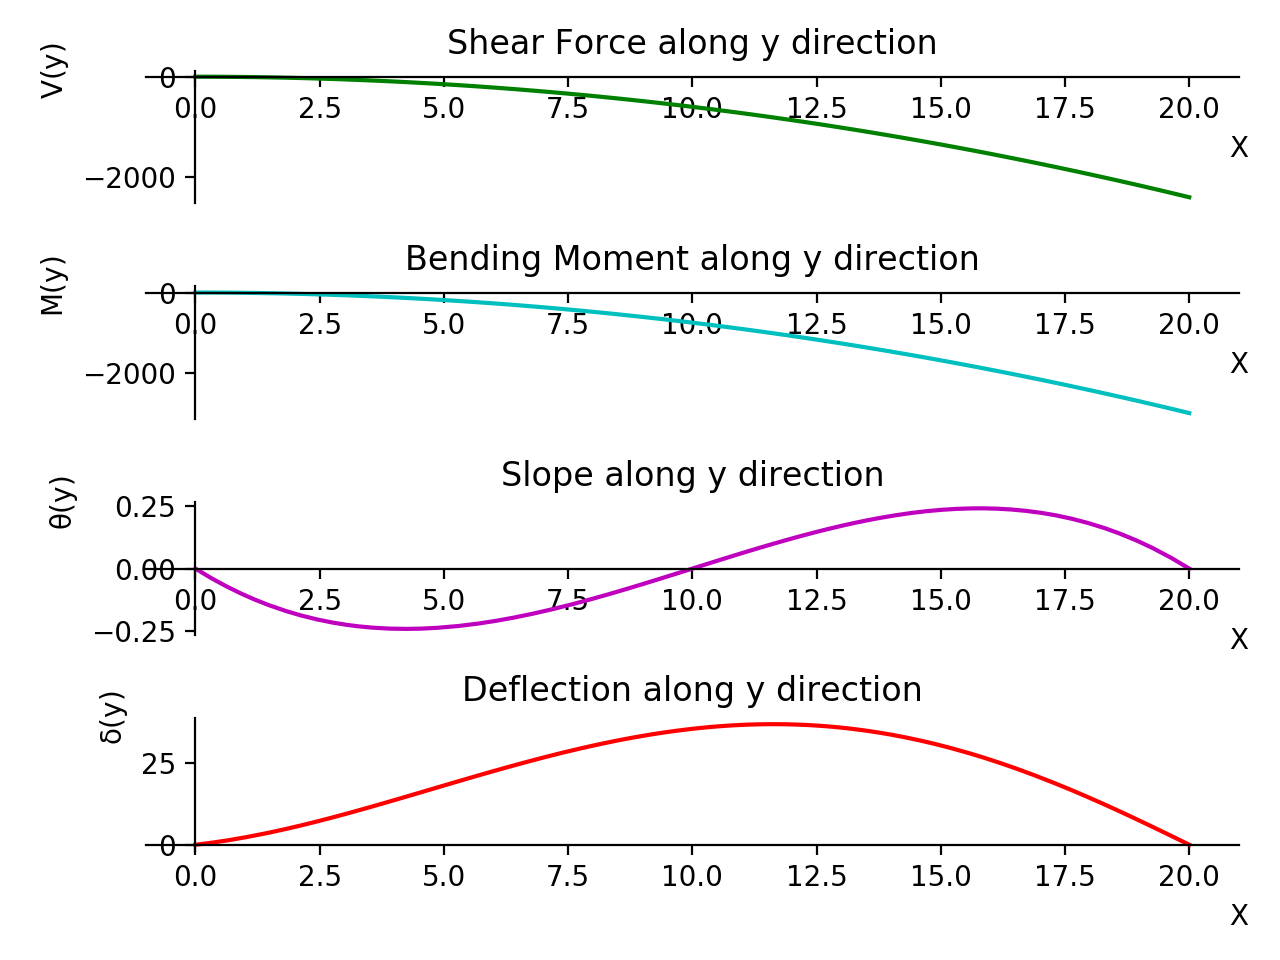 Shear Force along y direction
V(y)
0
−2000
0.0 2.5 5.0 7.5 10.0 12.5 15.0 17.5 20.0
X
Bending Moment along y direction
M(y)
0
−2000
0.0 2.5 5.0 7.5 10.0 12.5 15.0 17.5 20.0
X
Slope along y direction
θ(y)
0.25
0.00
−0.25
0.0 2.5 5.0 7.5 10.0 12.5 15.0 17.5 20.0
X
Deflection along y direction
δ(y)
25
0
0.0 2.5 5.0 7.5 10.0 12.5 15.0 17.5 20.0
X